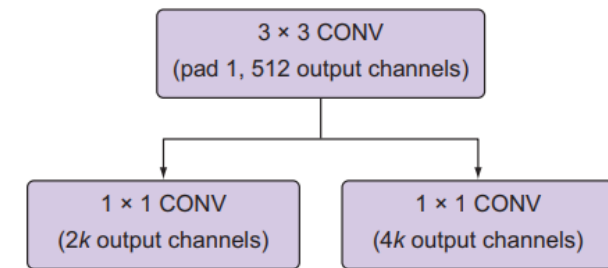 3 × 3 CONV
(pad 1, 512 output channels)
1 × 1 CONV
(2k output channels)
1 × 1 CONV
(4k output channels)